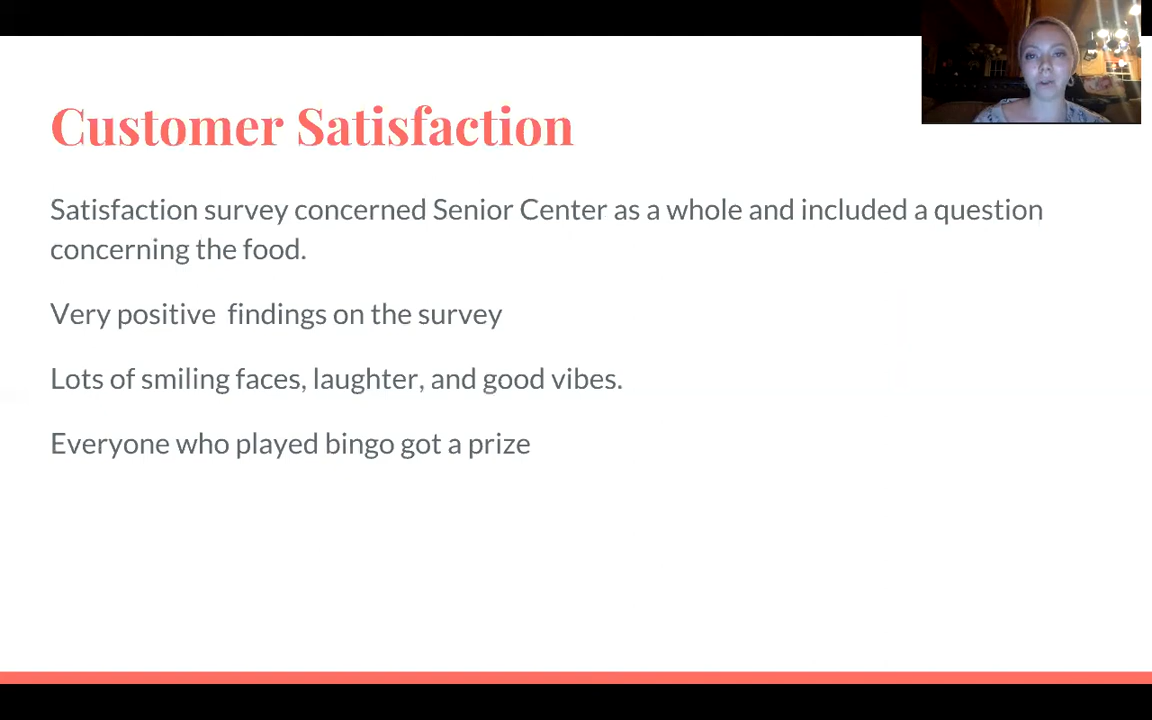 Customer Satisfaction
Satisfaction survey concerned Senior Center as a whole and included a question
concerning the food.
Very positive  findings on the survey
Lots of smiling faces, laughter, and good vibes.
Everyone who played bingo got a prize